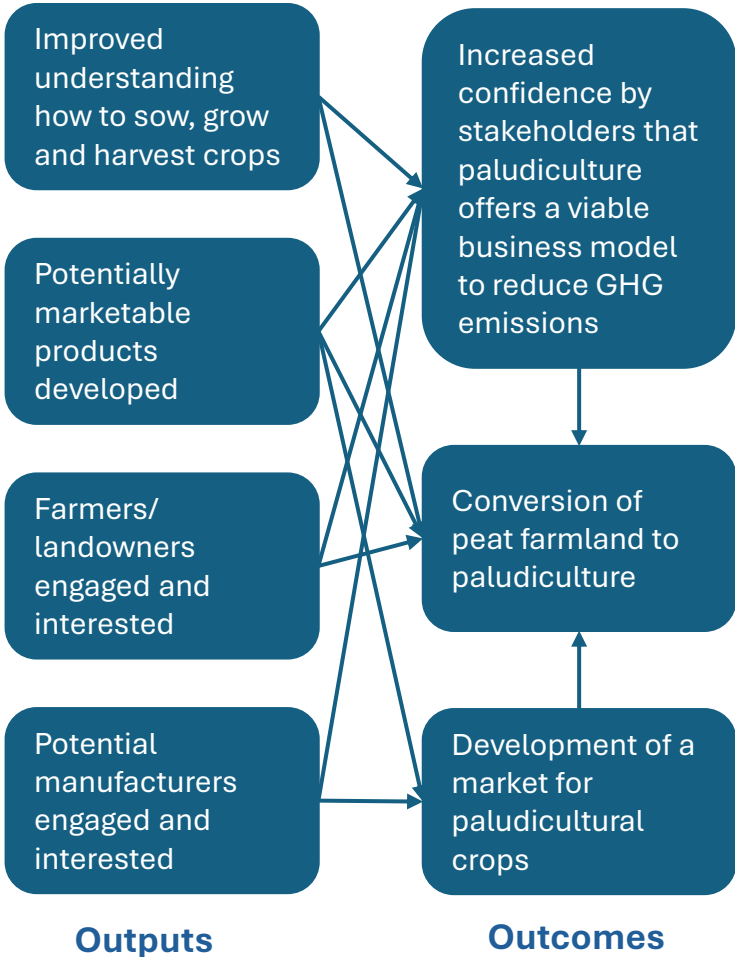 Improved
understanding
how to sow, grow
and harvest crops
Potentially
marketable
products
developed
Farmers/
landowners
engaged and
interested
Potential
manufacturers
engaged and
interested
Outputs
Increased
confidence by
stakeholders that
paludiculture
offers a viable
business model
to reduce GHG
emissions
Conversion of
peat farmland to
paludiculture
Development of a
market for
paludicultural
crops
Outcomes